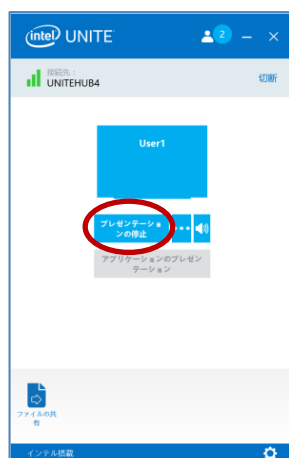 intel UNITE 2
接続先：
UNITEHUB4 切断
User1
プレゼンテーショ
ンの停止
アプリケーションのプレゼン
テーション
ファイルの共
有
インテル搭載